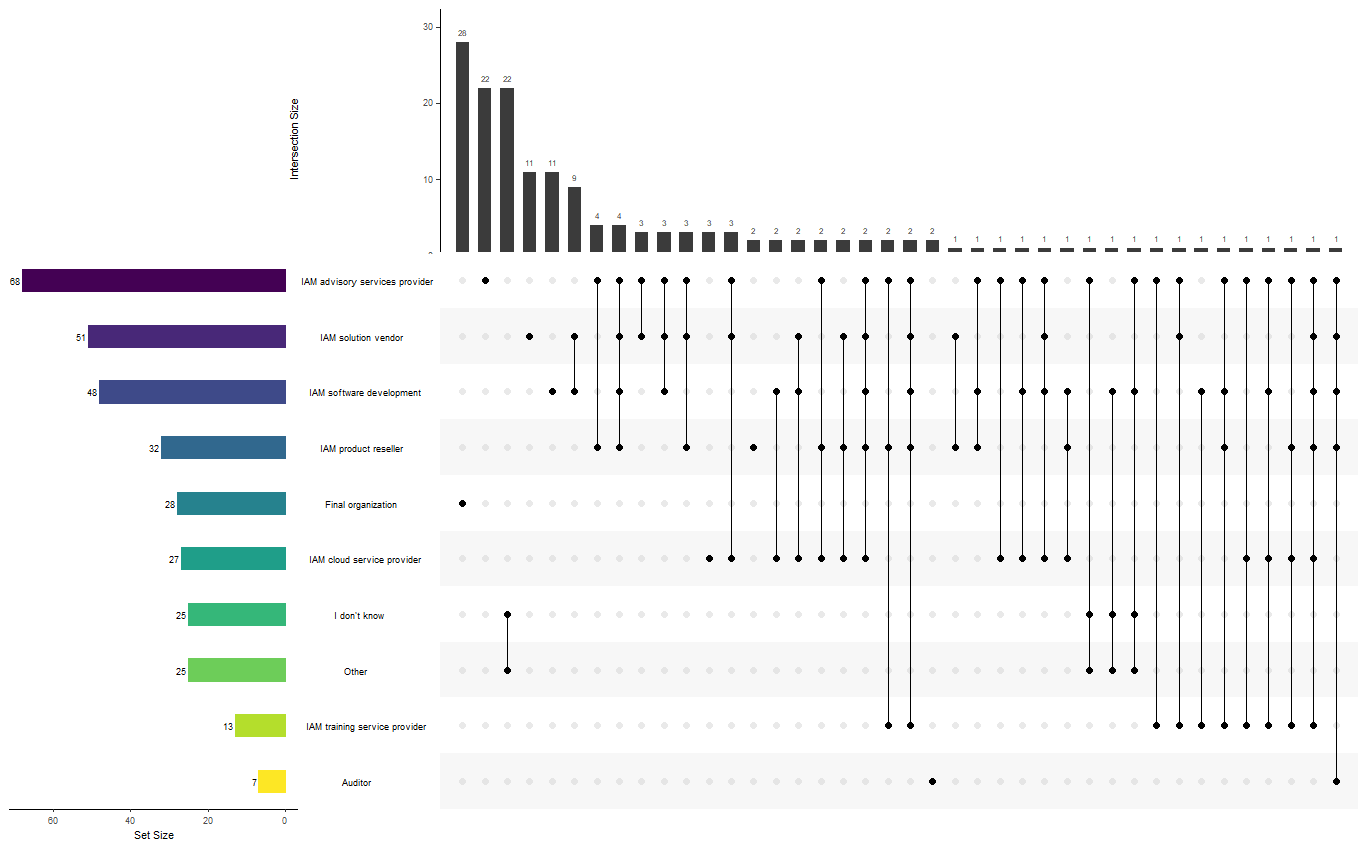 30
20
10
Intersection Size
28 22 22 11 11 9 4 4 3 3 3 3 3 2 2 2 2 2 2 2 2 2 1 1 1 1 1 1 1 1 1 1 1 1 1 1 1 1 1 1
68 IAM advisory services provider
51 IAM solution vendor
48 IAM software development
32 IAM product reseller
28 Final organization
27 IAM cloud service provider
25 I don't know
25 Other
13 IAM training service provider
7 Auditor
60 40 20 0
Set Size